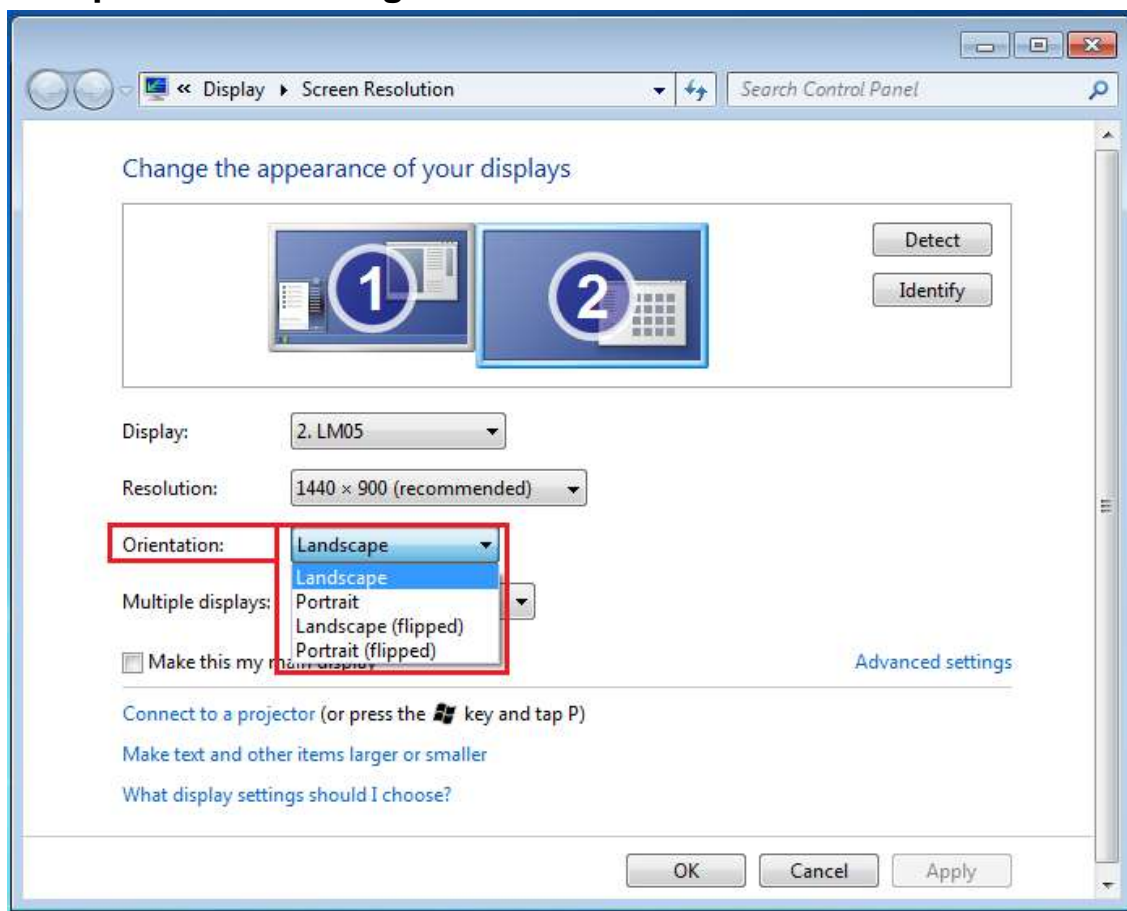 « Display ▸ Screen Resolution Search Control Panel
Change the appearance of your displays
1 2
Detect
Identify
Display: 2. LM05
Resolution: 1440 × 900 (recommended)
Orientation: Landscape
Landscape
Multiple displays: Portrait
Landscape (flipped)
Portrait (flipped)
Make this my main display Advanced settings
Connect to a projector (or press the key and tap P)
Make text and other items larger or smaller
What display settings should I choose?
OK Cancel Apply